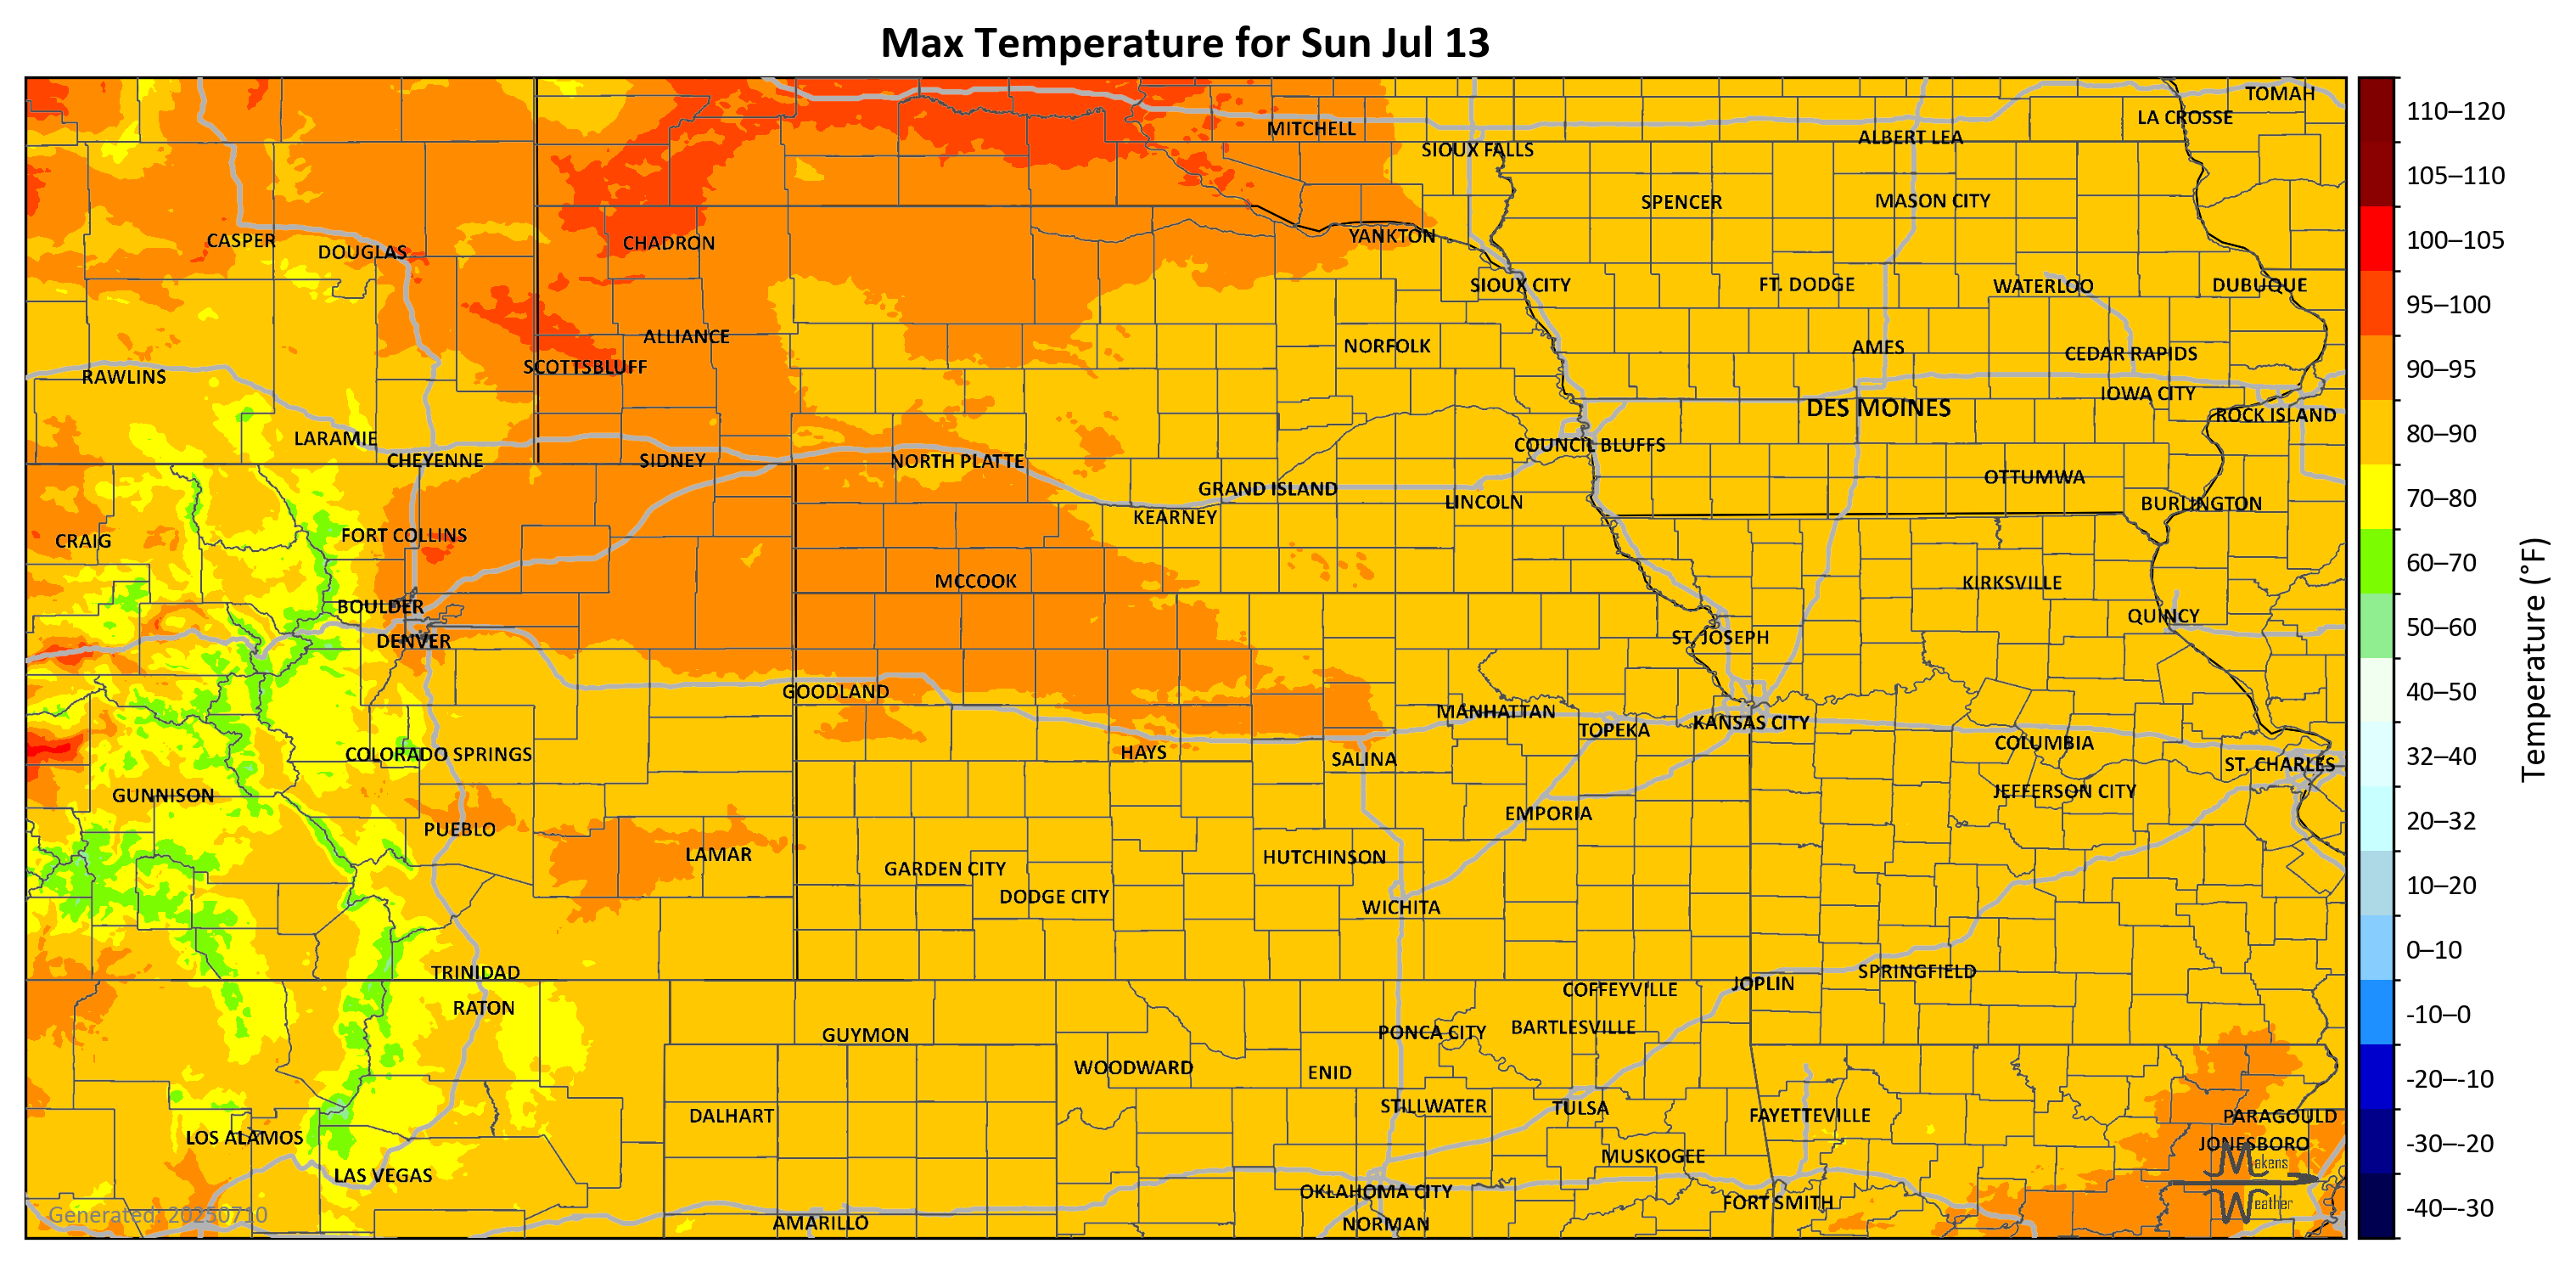 Max Temperature for Sun Jul 13
TOMAH
LA CROSSE
MITCHELL
ALBERT LEA
SIOUX FALLS
SPENCER
MASON CITY
CASPER
DOUGLAS
CHADRON
YANKTON
SIOUX CITY
FT. DODGE
WATERLOO
DUBUQUE
ALLIANCE
NORFOLK
AMES
CEDAR RAPIDS
SCOTTSBLUFF
RAWLINS
IOWA CITY
DES MOINES
ROCK ISLAND
LARAMIE
COUNCIL BLUFFS
CHEYENNE
SIDNEY
NORTH PLATTE
OTTUMWA
GRAND ISLAND
LINCOLN
BURLINGTON
KEARNEY
CRAIG
FORT COLLINS
MCCOOK
KIRKSVILLE
BOULDER
QUINCY
DENVER
ST. JOSEPH
GOODLAND
MANHATTAN
TOPEKA
KANSAS CITY
COLUMBIA
COLORADO SPRINGS
HAYS
SALINA
ST. CHARLES
GUNNISON
JEFFERSON CITY
EMPORIA
PUEBLO
LAMAR
HUTCHINSON
GARDEN CITY
DODGE CITY
WICHITA
TRINIDAD
SPRINGFIELD
JOPLIN
COFFEYVILLE
RATON
GUYMON
PONCA CITY
BARTLESVILLE
WOODWARD
ENID
STILLWATER
TULSA
DALHART
FAYETTEVILLE
PARAGOULD
LOS ALAMOS
JONESBORO
MUSKOGEE
Makens
LAS VEGAS
OKLAHOMA CITY
FORT SMITH
Weather
Generated: 20250710
AMARILLO
NORMAN
110–120
105–110
100–105
95–100
90–95
80–90
70–80
60–70
50–60
40–50
32–40
20–32
10–20
0–10
-10–0
-20–-10
-30–-20
-40–-30
Temperature (°F)